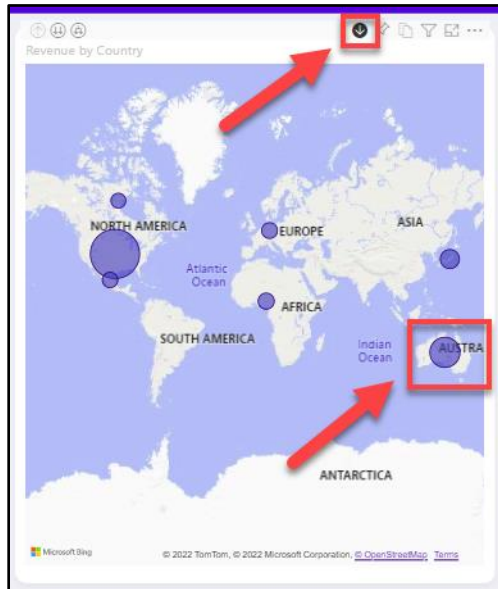 Revenue by Country
NORTH AMERICA
EUROPE
ASIA
Atlantic
Ocean
AFRICA
SOUTH AMERICA
Indian
Ocean
AUSTRA
ANTARCTICA
Microsoft Bing
© 2022 TomTom, © 2022 Microsoft Corporation, © OpenStreetMap Terms